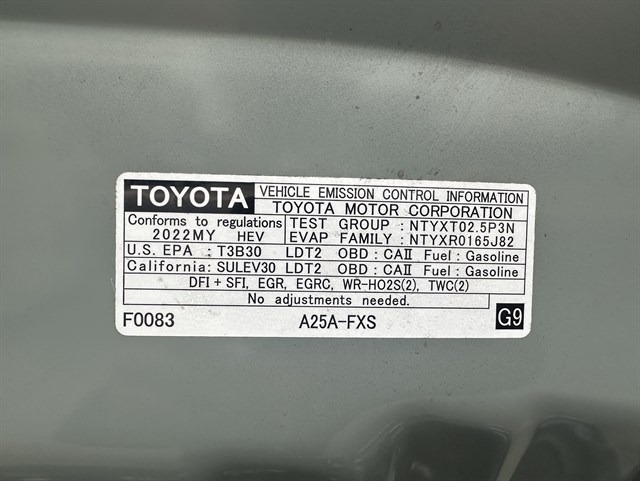 TOYOTA VEHICLE EMISSION CONTROL INFORMATION
TOYOTA MOTOR CORPORATION
Conforms to regulations TEST GROUP : NTYXT02.5P3N
2022MY HEV EVAP FAMILY : NTYXR0165J82
U.S. EPA : T3B30 LDT2 OBD : CAⅡ Fuel : Gasoline
California: SULEV30 LDT2 OBD : CAⅡ Fuel : Gasoline
DFI + SFI, EGR, EGRC, WR-HO2S(2), TWC(2)
No adjustments needed.
F0083 A25A-FXS G9